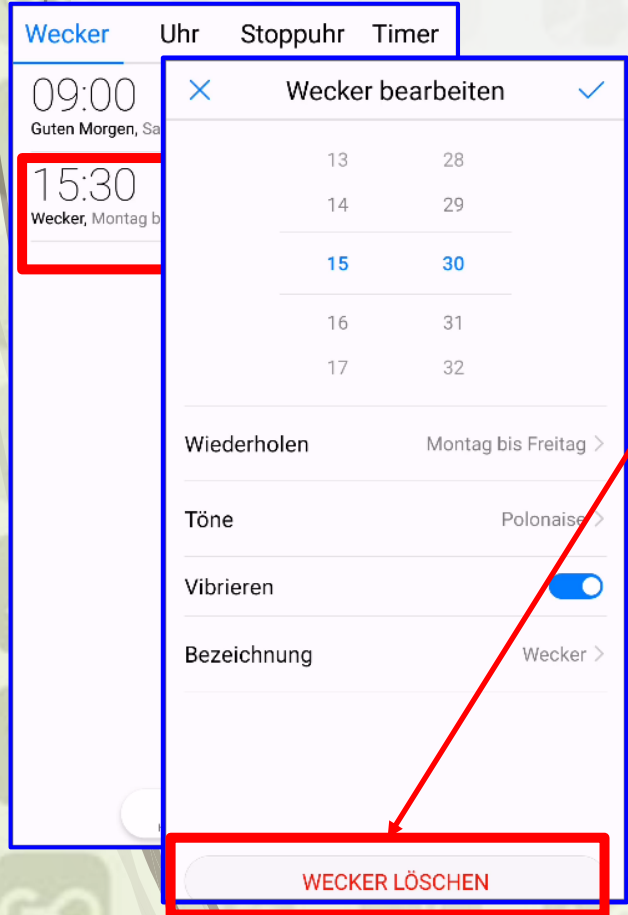 Wecker Uhr Stoppuhr Timer
09:00
Guten Morgen,
15:30
Wecker, Montag
Wecker bearbeiten
13 28
14 29
15 30
16 31
17 32
Wiederholen Montag bis Freitag
Töne Polonaise
Vibrieren
Bezeichnung Wecker
WECKER LÖSCHEN